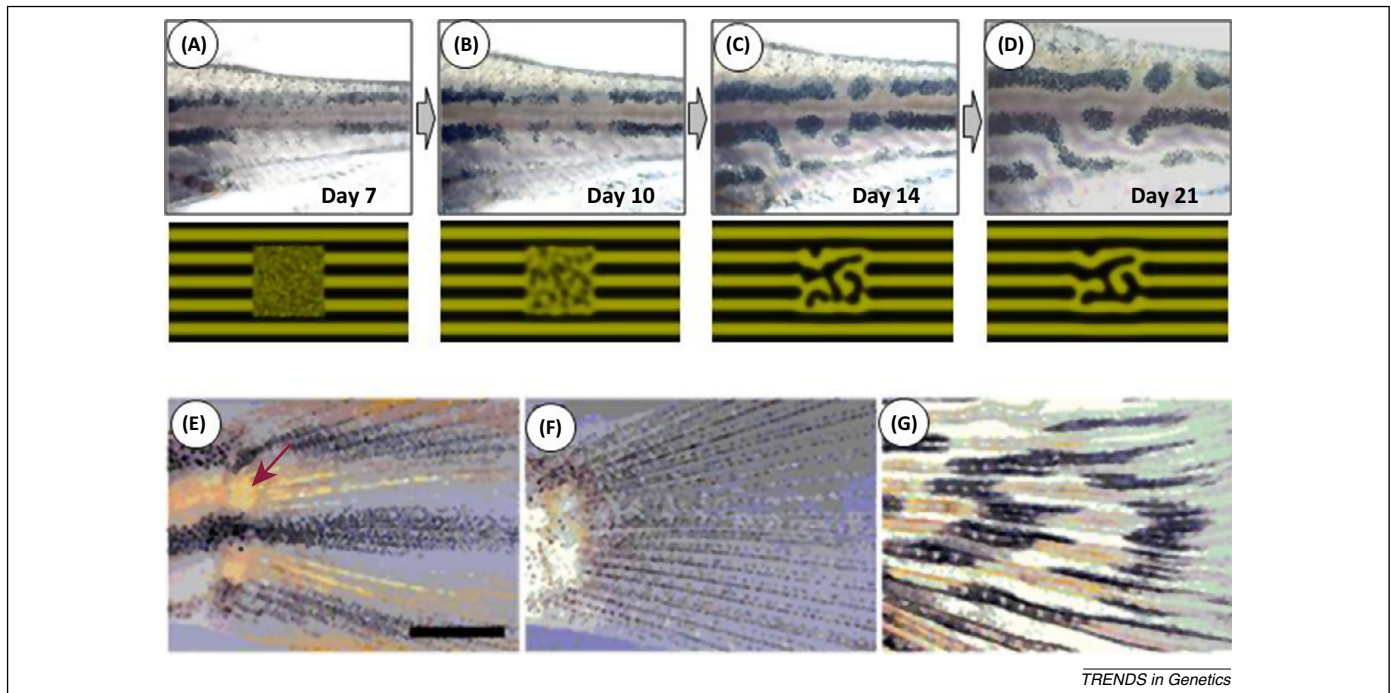 (A)
(B)
(C)
(D)
Day 7
Day 10
Day 14
Day 21
(E)
(F)
(G)
TRENDS in Genetics